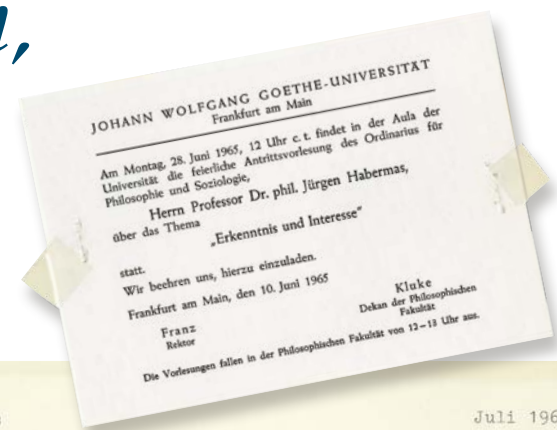 JOHANN WOLFGANG GOETHE-UNIVERSITÄT
Frankfurt am Main
Am Montag, 28. Juni 1965, 12 Uhr c. t. findet in der Aula der
Universität die feierliche Antrittsvorlesung des Ordinarius für
Philosophie und Soziologie,
Herrn Professor Dr. phil. Jürgen Habermas,
über das Thema
„Erkenntnis und Interesse“
statt.
Wir beehren uns, hierzu einzuladen.
Frankfurt am Main, den 10. Juni 1965
Franz
Rektor
Kluke
Dekan der Philosophischen
Fakultät
Die Vorlesungen fallen in der Philosophischen Fakultät von 12–13 Uhr aus.
Juli 196